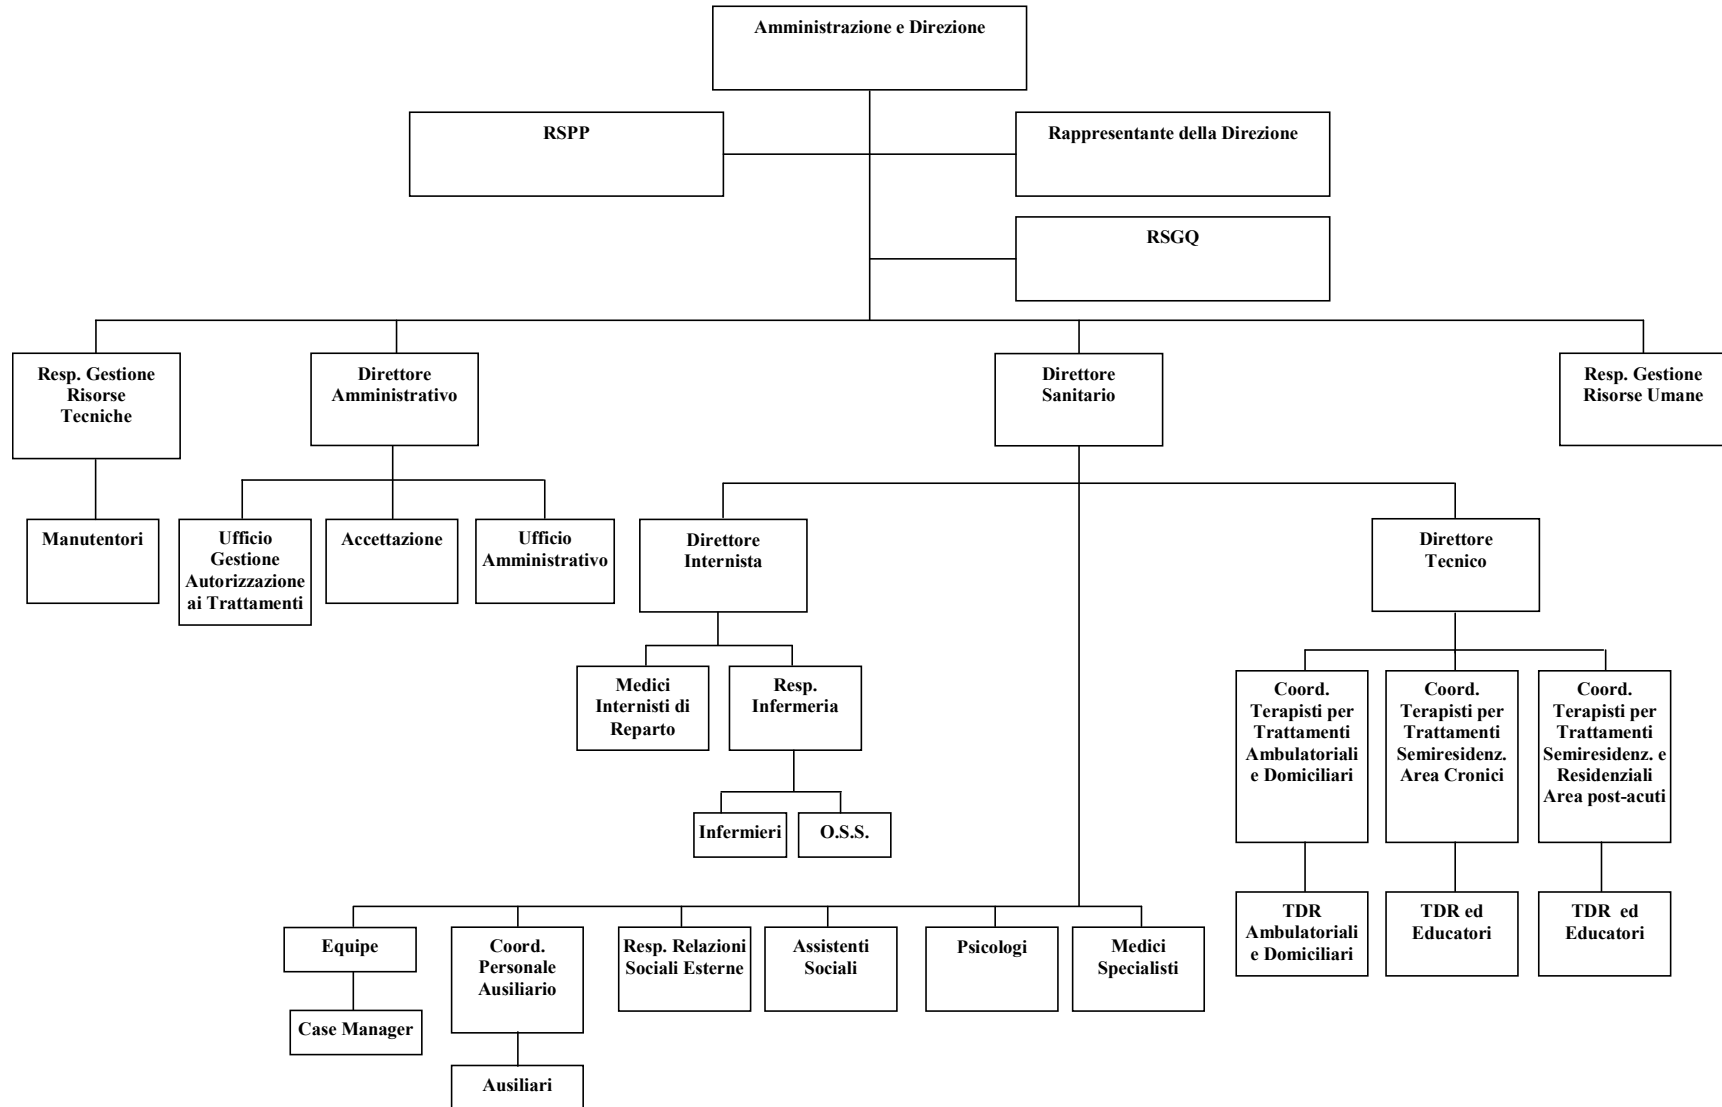 Amministrazione e Direzione
RSPP
Rappresentante della Direzione
RSGQ
Resp. Gestione
Risorse
Tecniche
Direttore
Amministrativo
Direttore
Sanitario
Resp. Gestione
Risorse Umane
Manutentori
Ufficio
Gestione
Autorizzazione
ai Trattamenti
Accettazione
Ufficio
Amministrativo
Direttore
Internista
Direttore
Tecnico
Medici
Internisti di
Reparto
Resp.
Infermeria
Coord.
Terapisti per
Trattamenti
Ambulatoriali
e Domiciliari
Coord.
Terapisti per
Trattamenti
Semiresidenz.
Area Cronici
Coord.
Terapisti per
Trattamenti
Semiresidenz. e
Residenziali
Area post-acuti
Infermieri
O.S.S.
TDR
Ambulatoriali
e Domiciliari
TDR ed
Educatori
TDR ed
Educatori
Equipe
Coord.
Personale
Ausiliario
Resp. Relazioni
Sociali Esterne
Assistenti
Sociali
Psicologi
Medici
Specialisti
Case Manager
Ausiliari